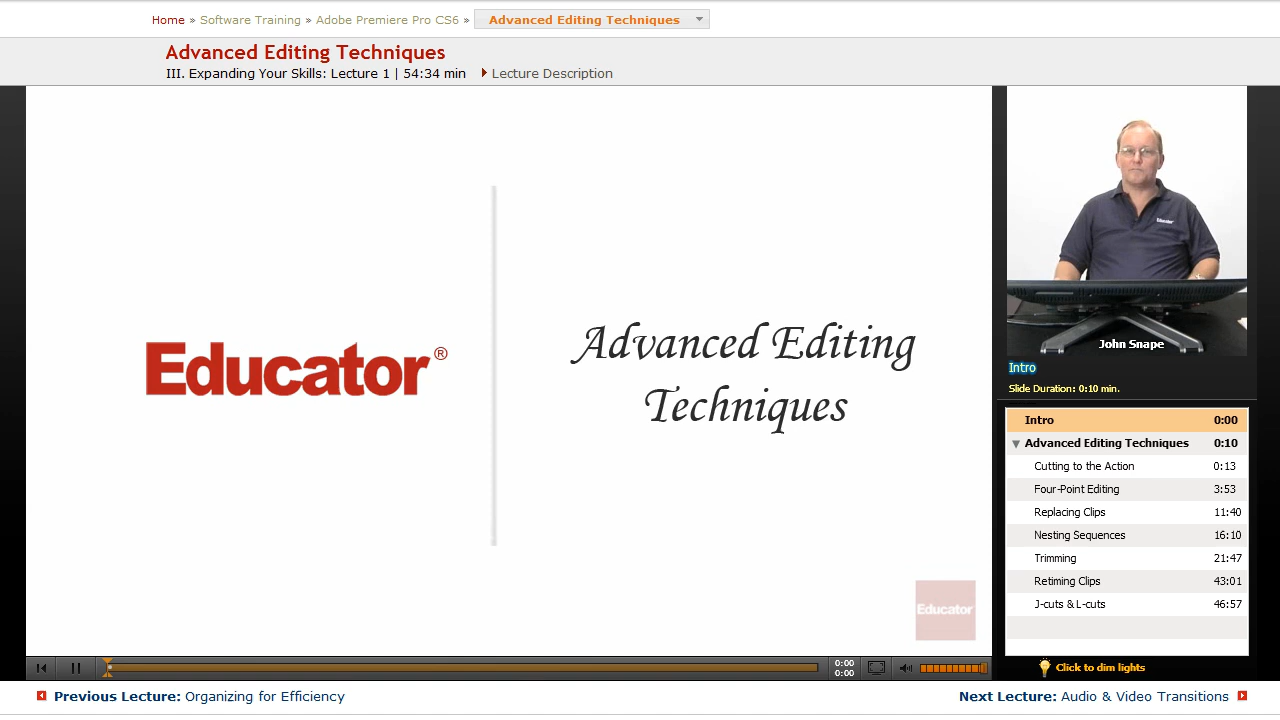 Home » Software Training » Adobe Premiere Pro CS6 » Advanced Editing Techniques
Advanced Editing Techniques
III. Expanding Your Skills: Lecture 1 | 54:34 min Lecture Description
Educator®
Advanced Editing
Techniques
Educator
Educator
John Snape
Intro
Slide Duration: 0:10 min.
Intro 0:00
Advanced Editing Techniques 0:10
Cutting to the Action 0:13
Four-Point Editing 3:53
Replacing Clips 11:40
Nesting Sequences 16:10
Trimming 21:47
Retiming Clips 43:01
J-cuts & L-cuts 46:57
0:00
0:00
Click to dim lights
Previous Lecture: Organizing for Efficiency
Next Lecture: Audio & Video Transitions